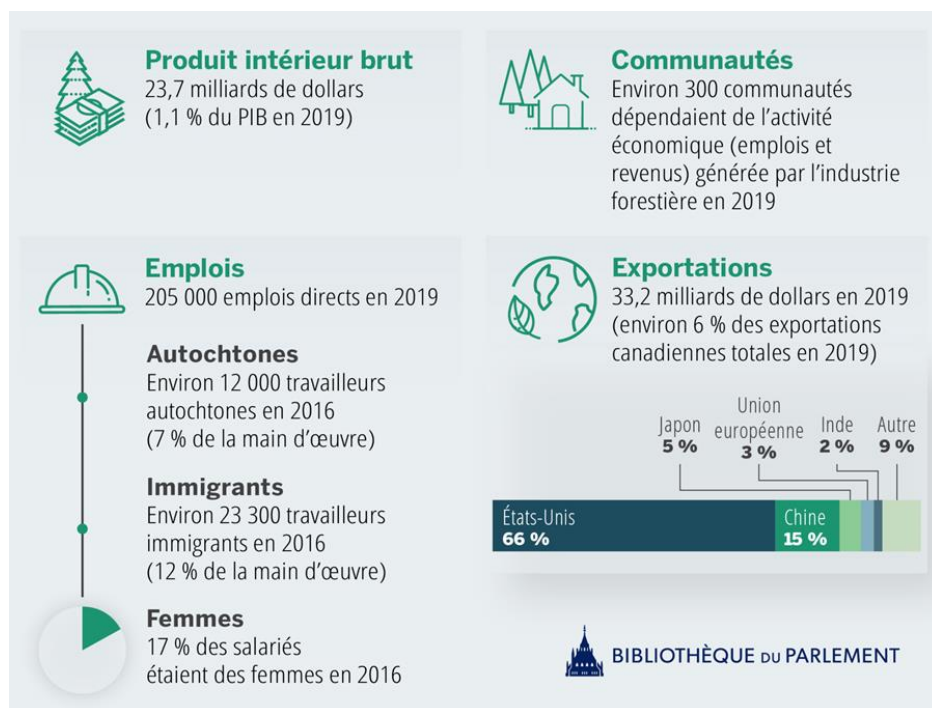 Produit intérieur brut
23,7 milliards de dollars
(1,1 % du PIB en 2019)
Communautés
Environ 300 communautés
dépendaient de l’activité
économique (emplois et
revenus) générée par l’industrie
forestière en 2019
Emplois
205 000 emplois directs en 2019
Autochtones
Environ 12 000 travailleurs
autochtones en 2016
(7 % de la main d’œuvre)
Immigrants
Environ 23 300 travailleurs
immigrants en 2016
(12 % de la main d’œuvre)
Femmes
17 % des salariés
étaient des femmes en 2016
Exportations
33,2 milliards de dollars en 2019
(environ 6 % des exportations
canadiennes totales en 2019)
Japon
5 %
Union
européenne
3 %
Inde
2 %
Autre
9 %
États-Unis
66 %
Chine
15 %
BIBLIOTHÈQUE DU PARLEMENT